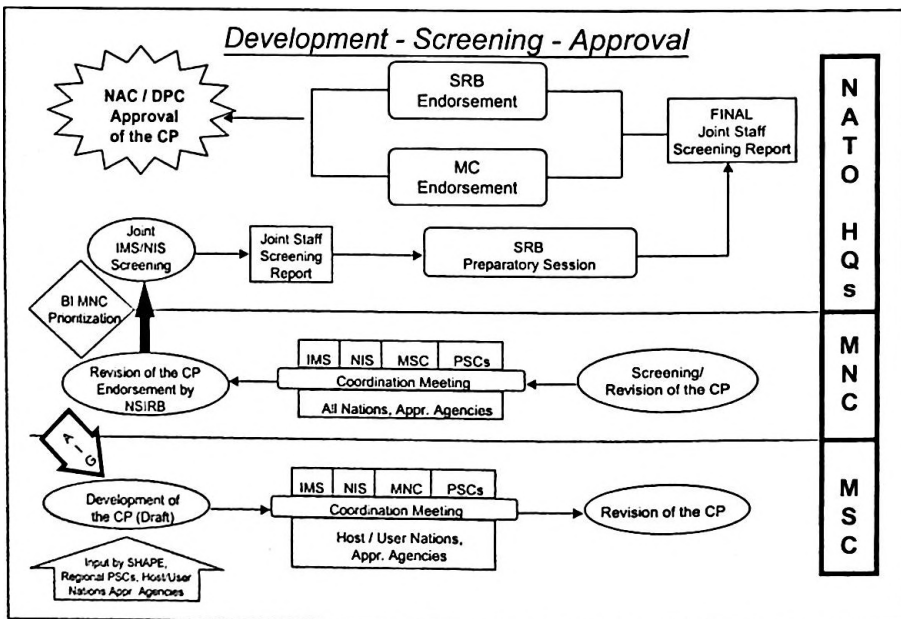 Development - Screening - Approval
NAC / DPC
Approval
of the CP
SRB
Endorsement
MC
Endorsement
FINAL
Joint Staff
Screening Report
Joint
IMS/NIS
Screening
Joint Staff
Screening
Report
SRB
Preparatory Session
BI MNC
Prioritization
Revision of the CP
Endorsement by
NSIRB
IMS NIS MSC PSCs
Coordination Meeting
All Nations, Appr. Agencies
Screening/
Revision of the CP
A I G
Development of
the CP (Draft)
IMS NIS MNC PSCs
Coordination Meeting
Host / User Nations,
Appr. Agencies
Revision of the CP
Input by SHAPE,
Regional PSCs, Host/User
Nations Appr. Agencies
NATO HQs
MNC
MSC